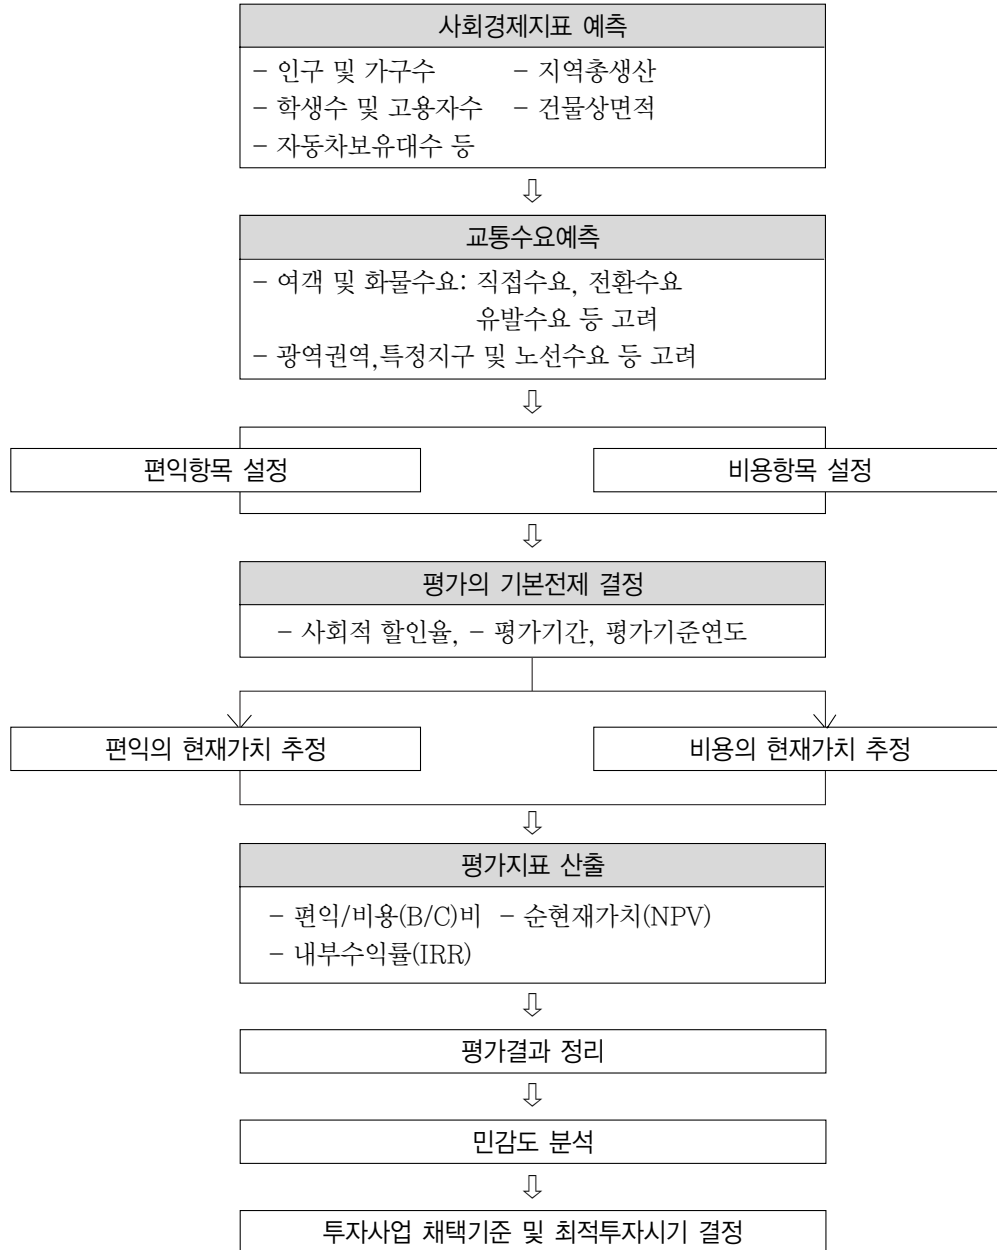 사회경제지표 예측
- 인구 및 가구수 - 지역총생산
- 학생수 및 고용자수 - 건물상면적
- 자동차보유대수 등
⇩
교통수요예측
- 여객 및 화물수요: 직접수요, 전환수요
유발수요 등 고려
- 광역권역,특정지구 및 노선수요 등 고려
⇩
편익항목 설정 비용항목 설정
⇩
평가의 기본전제 결정
- 사회적 할인율, - 평가기간, 평가기준연도
편익의 현재가치 추정 비용의 현재가치 추정
⇩
평가지표 산출
- 편익/비용(B/C)비 - 순현재가치(NPV)
- 내부수익률(IRR)
⇩
평가결과 정리
⇩
민감도 분석
⇩
투자사업 채택기준 및 최적투자시기 결정